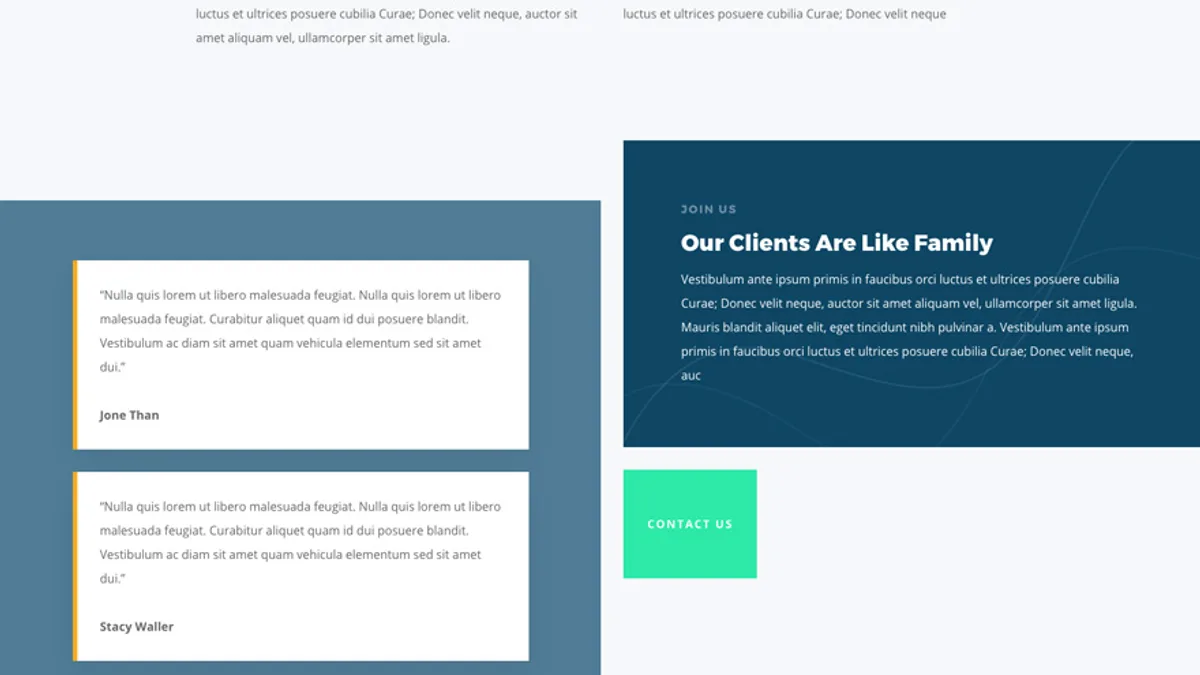 luctus et ultrices posuere cubilia Curae; Donec velit neque, auctor sit
amet aliquam vel, ullamcorper sit amet ligula.
luctus et ultrices posuere cubilia Curae; Donec velit neque
“Nulla quis lorem ut libero malesuada feugiat. Nulla quis lorem ut libero
malesuada feugiat. Curabitur aliquet quam id dui posuere blandit.
Vestibulum ac diam sit amet quam vehicula elementum sed sit amet
dui.”
Jone Than
“Nulla quis lorem ut libero malesuada feugiat. Nulla quis lorem ut libero
malesuada feugiat. Curabitur aliquet quam id dui posuere blandit.
Vestibulum ac diam sit amet quam vehicula elementum sed sit amet
dui.”
Stacy Waller
JOIN US
Our Clients Are Like Family
Vestibulum ante ipsum primis in faucibus orci luctus et ultrices posuere cubilia
Curae; Donec velit neque, auctor sit amet aliquam vel, ullamcorper sit amet ligula.
Mauris blandit aliquet elit, eget tincidunt nibh pulvinar a. Vestibulum ante ipsum
primis in faucibus orci luctus et ultrices posuere cubilia Curae; Donec velit neque,
auc
CONTACT US